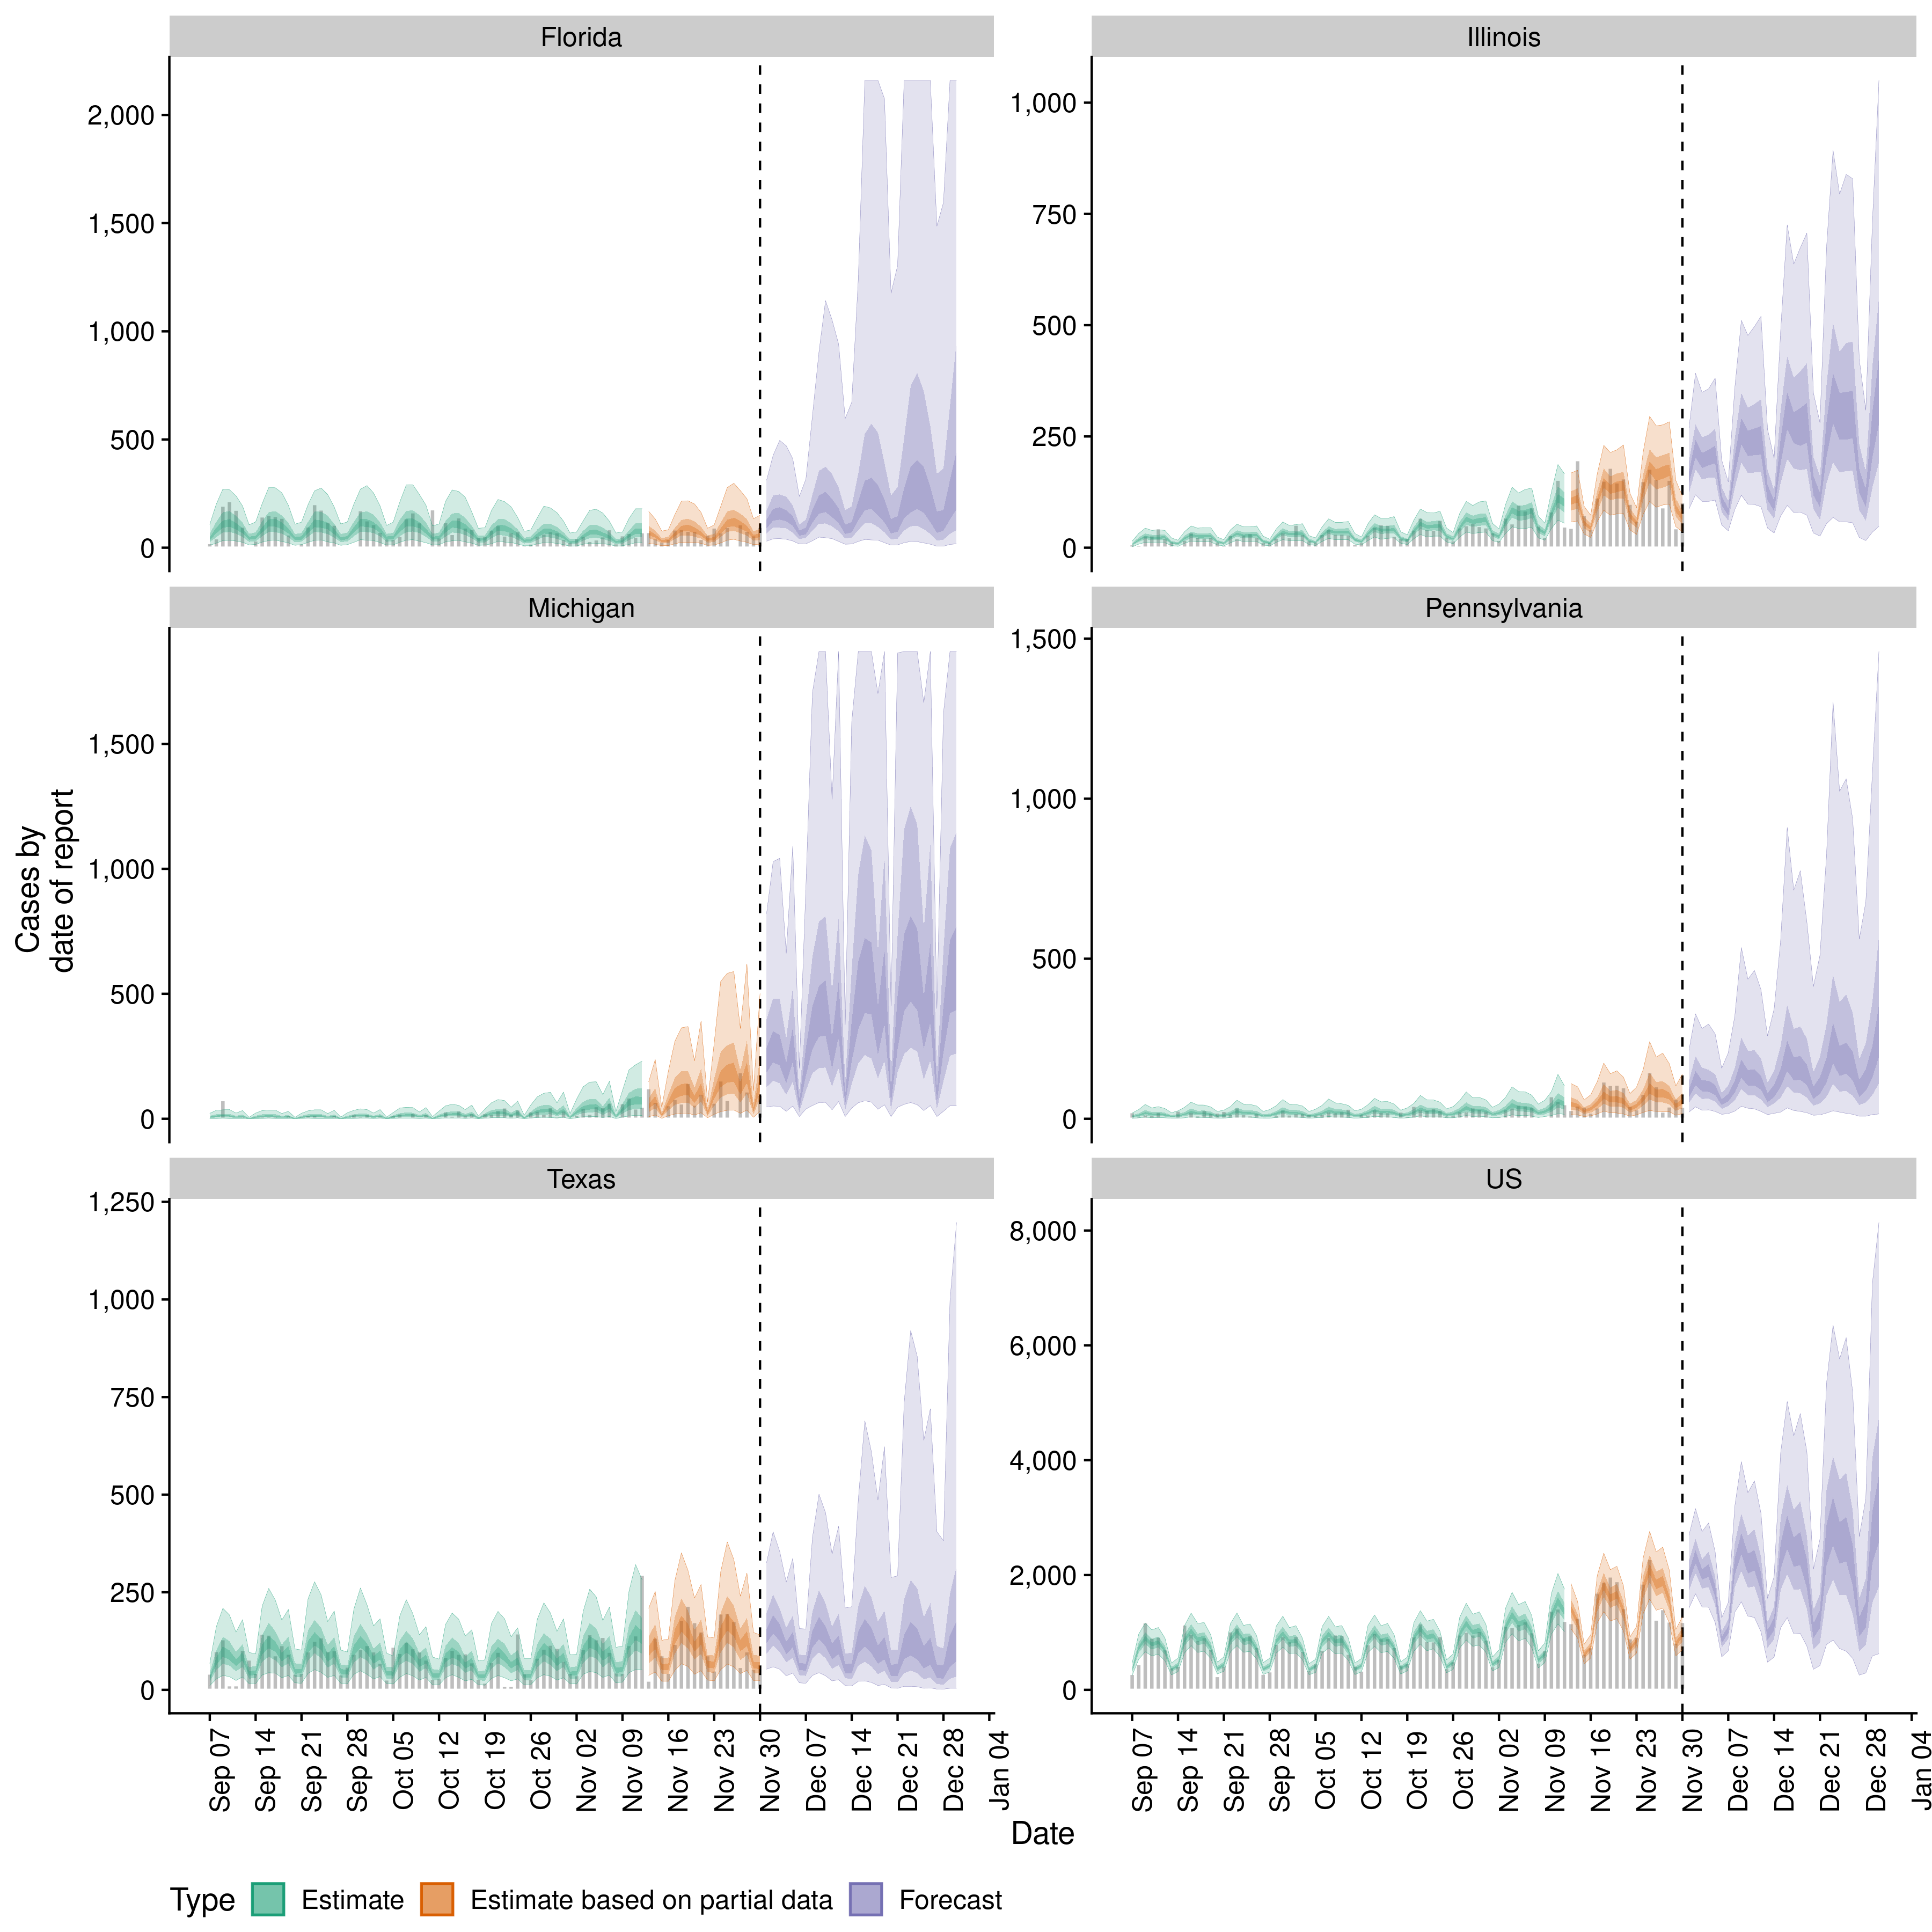 Florida
Illinois
2,000
1,500
1,000
500
0
1,000
750
500
250
0
Michigan
Pennsylvania
1,500
1,000
500
0
1,500
1,000
500
0
Cases by
date of report
Texas
US
1,250
1,000
750
500
250
0
8,000
6,000
4,000
2,000
0
Sep 07
Sep 14
Sep 21
Sep 28
Oct 05
Oct 12
Oct 19
Oct 26
Nov 02
Nov 09
Nov 16
Nov 23
Nov 30
Dec 07
Dec 14
Dec 21
Dec 28
Jan 04
Sep 07
Sep 14
Sep 21
Sep 28
Oct 05
Oct 12
Oct 19
Oct 26
Nov 02
Nov 09
Nov 16
Nov 23
Nov 30
Dec 07
Dec 14
Dec 21
Dec 28
Jan 04
Date
Type Estimate Estimate based on partial data Forecast